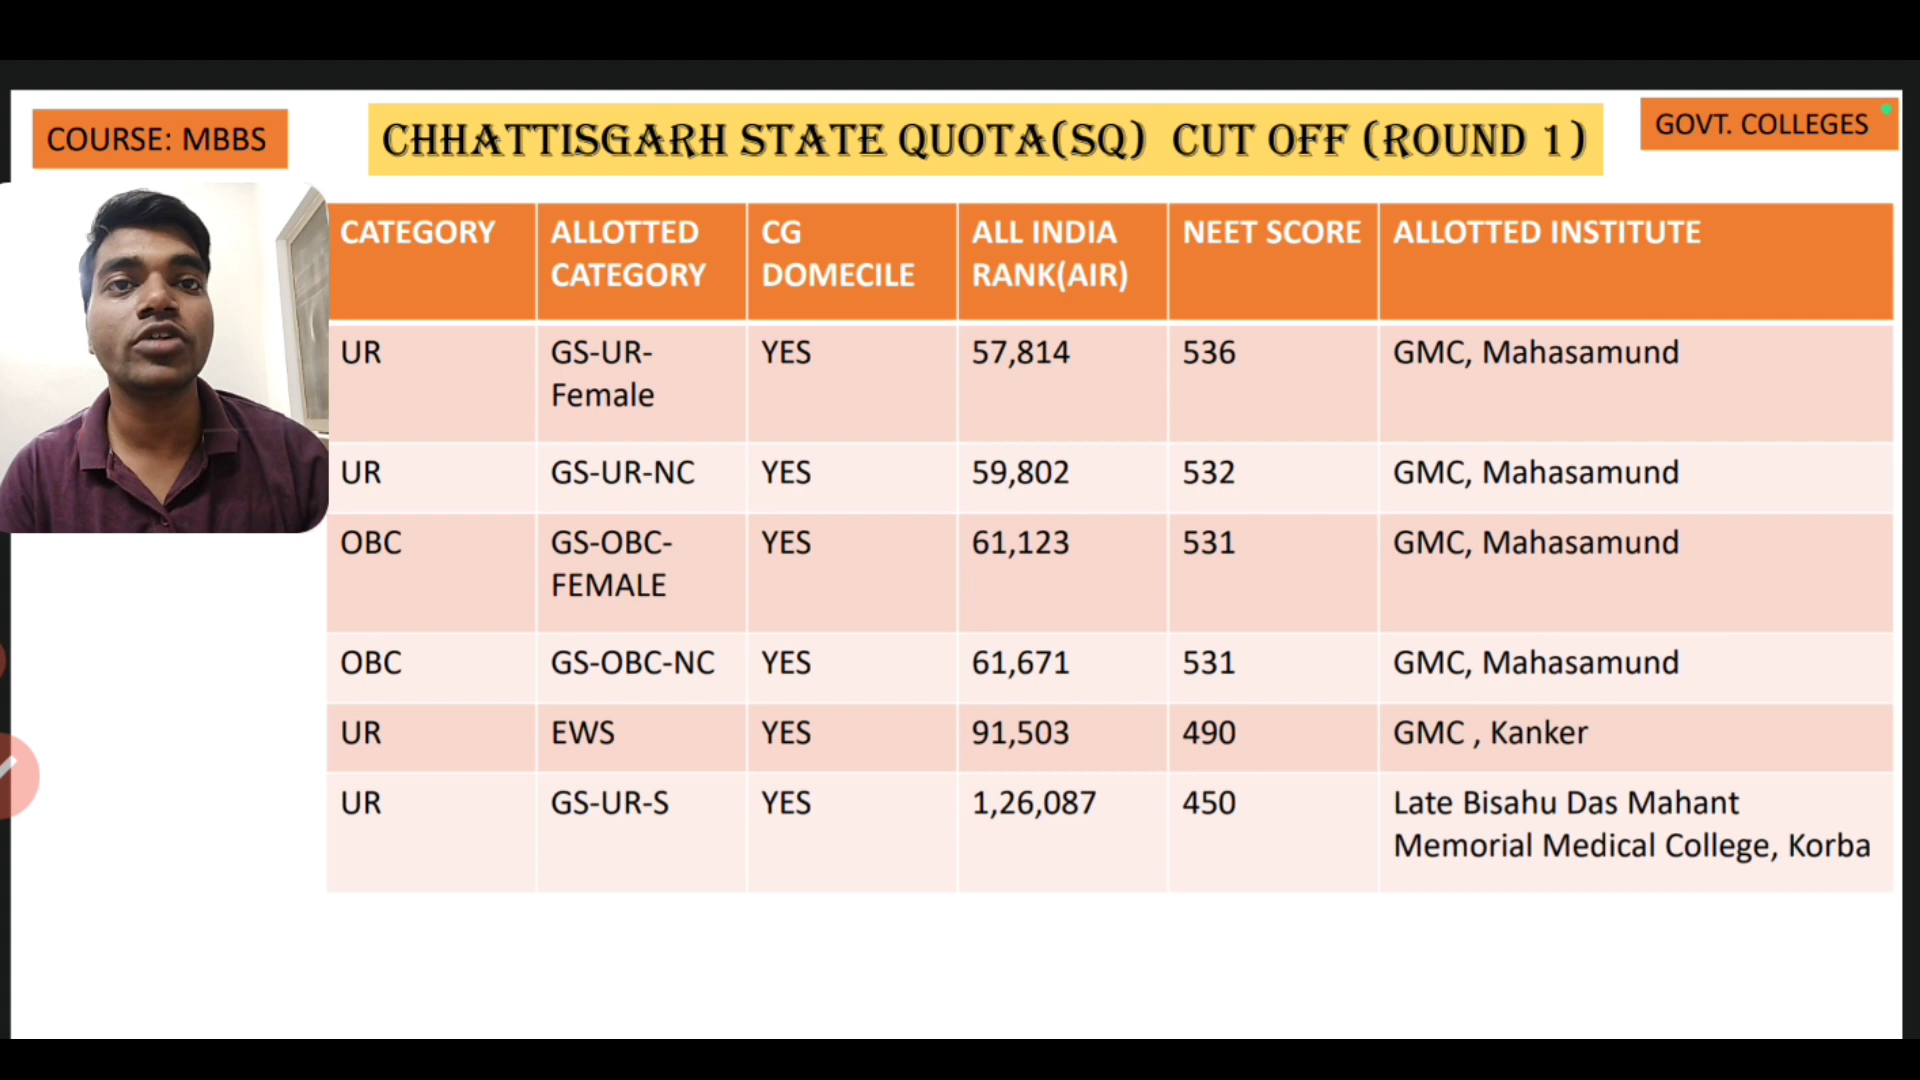 COURSE: MBBS
CHHATTISGARH STATE QUOTA(SQ) CUT OFF (ROUND 1)
GOVT. COLLEGES
CATEGORY
ALLOTTED
CATEGORY
CG
DOMECILE
ALL INDIA
RANK(AIR)
NEET SCORE
ALLOTTED INSTITUTE
UR
GS-UR-
Female
YES
57,814
536
GMC, Mahasamund
UR
GS-UR-NC
YES
59,802
532
GMC, Mahasamund
OBC
GS-OBC-
FEMALE
YES
61,123
531
GMC, Mahasamund
OBC
GS-OBC-NC
YES
61,671
531
GMC, Mahasamund
UR
EWS
YES
91,503
490
GMC , Kanker
UR
GS-UR-S
YES
1,26,087
450
Late Bisahu Das Mahant
Memorial Medical College, Korba